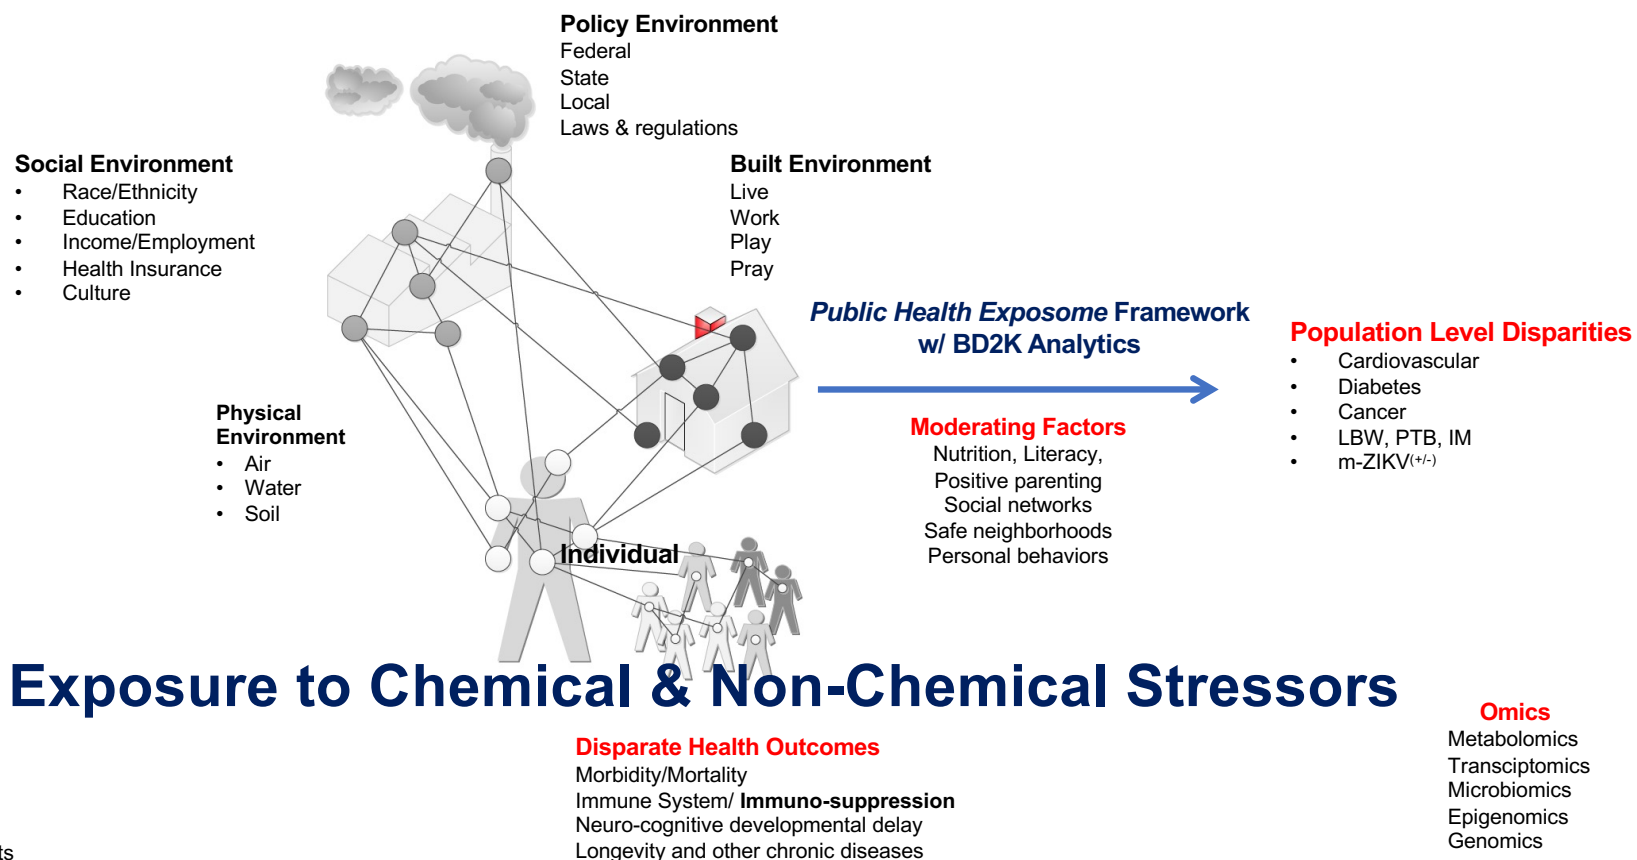 Policy Environment
Federal
State
Local
Laws & regulations
Social Environment
• Race/Ethnicity
• Education
• Income/Employment
• Health Insurance
• Culture
Built Environment
Live
Work
Play
Pray
Physical
Environment
• Air
• Water
• Soil
Individual
Public Health Exposome Framework
w/ BD2K Analytics
Moderating Factors
Nutrition, Literacy,
Positive parenting
Social networks
Safe neighborhoods
Personal behaviors
Population Level Disparities
• Cardiovascular
• Diabetes
• Cancer
• LBW, PTB, IM
• m-ZIKV(+/-)
Exposure to Chemical & Non-Chemical Stressors
Disparate Health Outcomes
Morbidity/Mortality
Immune System/ Immuno-suppression
Neuro-cognitive developmental delay
Longevity and other chronic diseases
Omics
Metabolomics
Transciptomics
Microbiomics
Epigenomics
Genomics